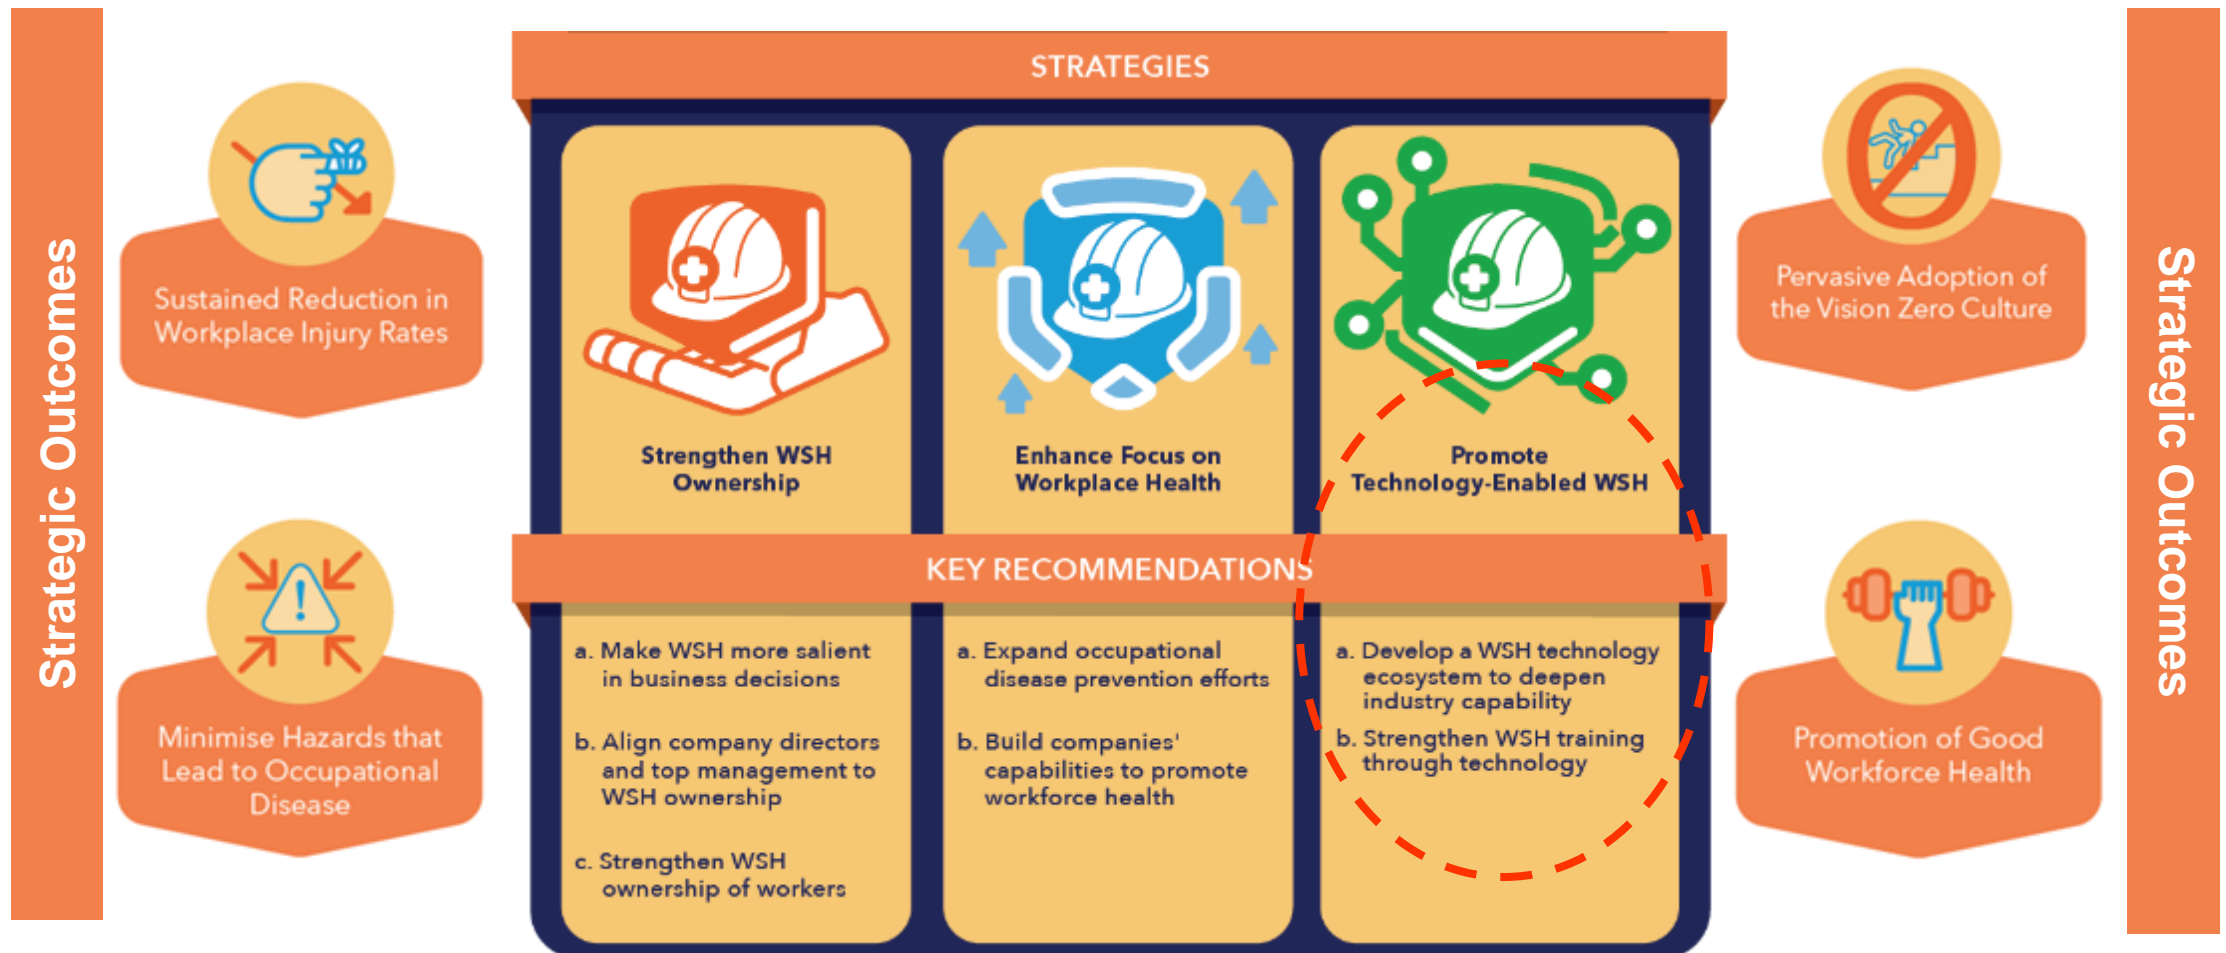 Strategic Outcomes
Sustained Reduction in
Workplace Injury Rates
Minimise Hazards that
Lead to Occupational
Disease
STRATEGIES
Strengthen WSH
Ownership
Enhance Focus on
Workplace Health
Promote
Technology-Enabled WSH
KEY RECOMMENDATIONS
a. Make WSH more salient
in business decisions
b. Align company directors
and top management to
WSH ownership
c. Strengthen WSH
ownership of workers
a. Expand occupational
disease prevention efforts
b. Build companies'
capabilities to promote
workforce health
a. Develop a WSH technology
ecosystem to deepen
industry capability
b. Strengthen WSH training
through technology
Pervasive Adoption of
the Vision Zero Culture
Promotion of Good
Workforce Health
Strategic Outcomes